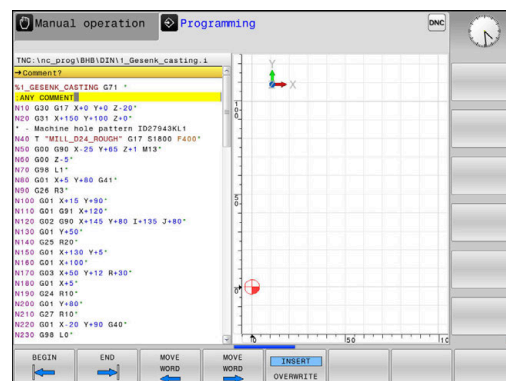 Manual operation
Programming
DNC
TNC:\nc_prog\BHB\DIN\1_Gesenk_casting.i
→Comment?
%1_GESENK_CASTING G71 *
;ANY COMMENT
N10 G30 G17 X+0 Y+0 Z-20*
N20 G31 X+150 Y+100 Z+0*
* - Machine hole pattern ID27943KL1
N40 T "MILL_D24_ROUGH" G17 S1800 F400*
N50 G00 G90 X-25 Y+65 Z+1 M13*
N60 G00 Z-5*
N70 G98 L1*
N80 G01 X+5 Y+80 G41*
N90 G26 R3*
N100 G01 X+15 Y+90*
N110 G01 G91 X+120*
N120 G02 G90 X+145 Y+80 I+135 J+80*
N130 G01 Y+50*
N140 G25 R20*
N150 G01 X+130 Y+5*
N160 G01 X+100*
N170 G03 X+50 Y+12 R+30*
N180 G01 X+5*
N190 G24 R10*
N200 G01 Y+80*
N210 G27 R10*
N220 G01 X-20 Y+90 G40*
N230 G98 L0*
Y
X
100
50
0
0
50
10
BEGIN
END
MOVE
WORD
MOVE
WORD
INSERT
OVERWRITE